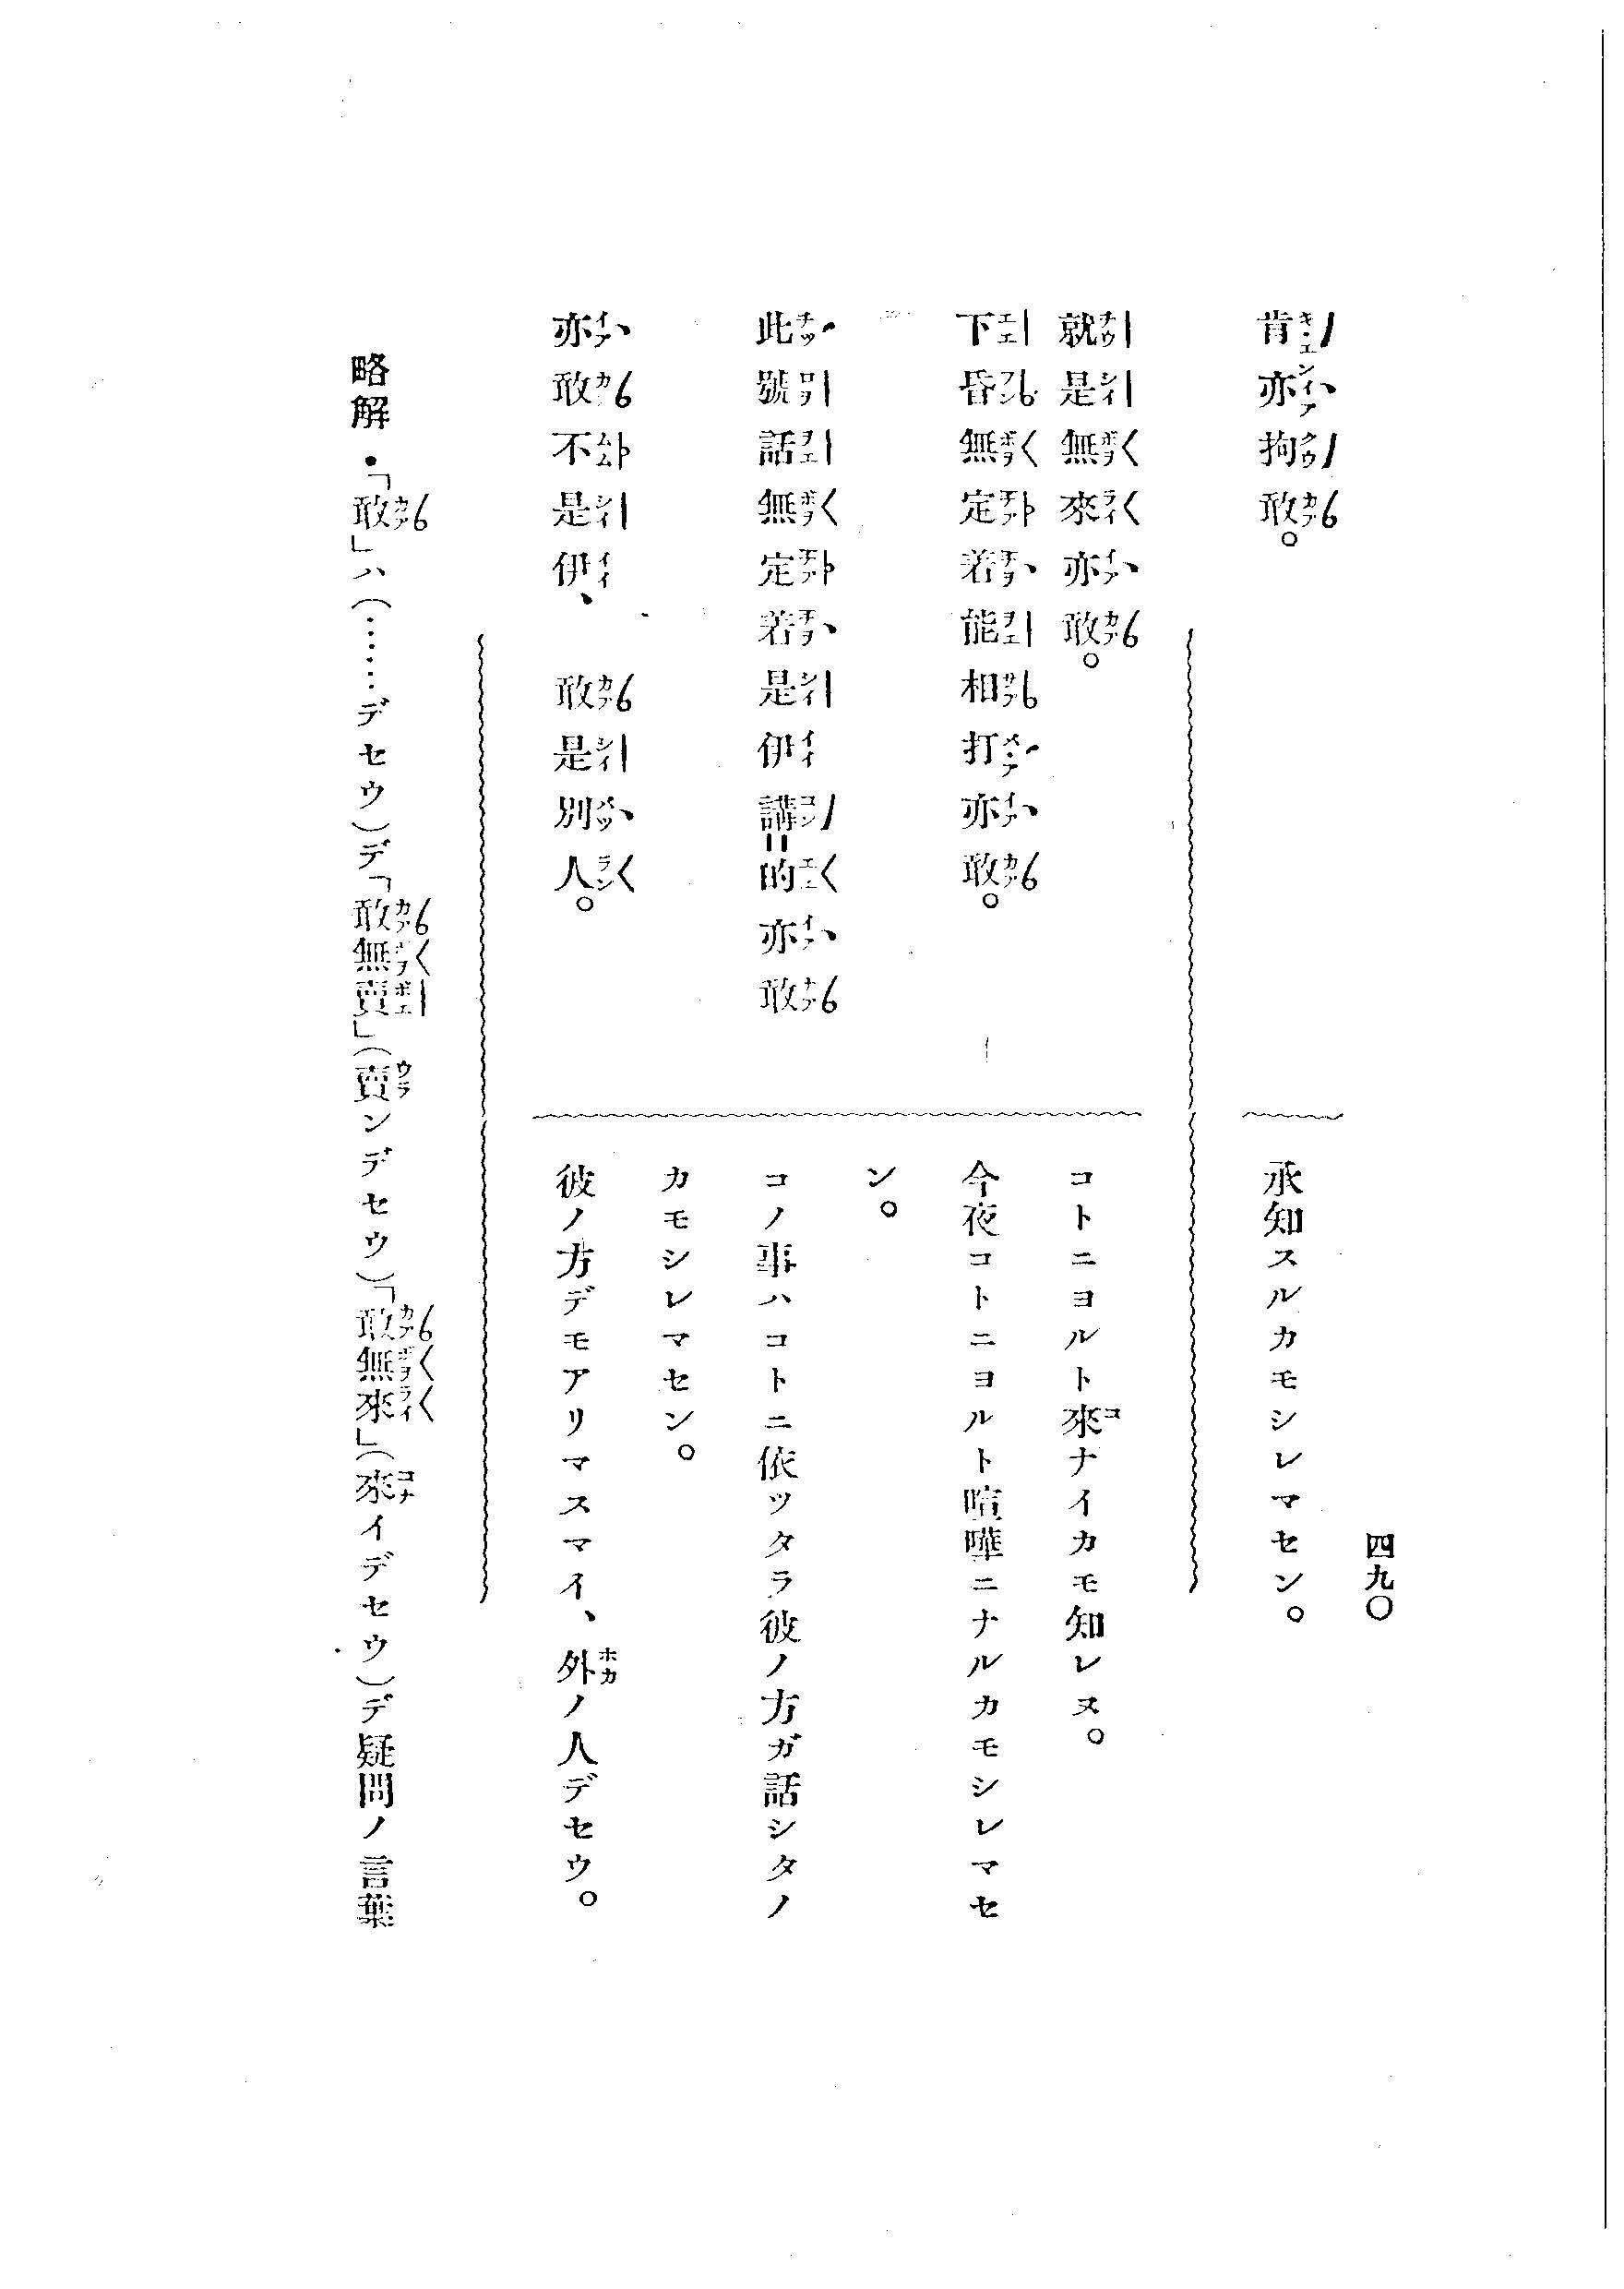 四九〇
肯亦拘敢。
承知スルカモシレマセン。
就是無來亦敢。
コトニヨルト來ナイカモ知レヌ。
下昏無定着能相打亦敢。
今夜コトニヨルト喧嘩ニナルカモシレマセ
ン。
此號話無定着是伊講的亦敢
コノ事ハコトニ依ツタラ彼ノ方ガ話シタノ
カモシレマセン。
亦敢不是伊、敢是別人。
彼ノ方デモアリマスマイ、外ノ人デセウ。
略解・「敢」ハ(……デセウ)デ「敢無賣」(賣ンデセウ)「敢無來」(來イデセウ)デ疑問ノ言葉